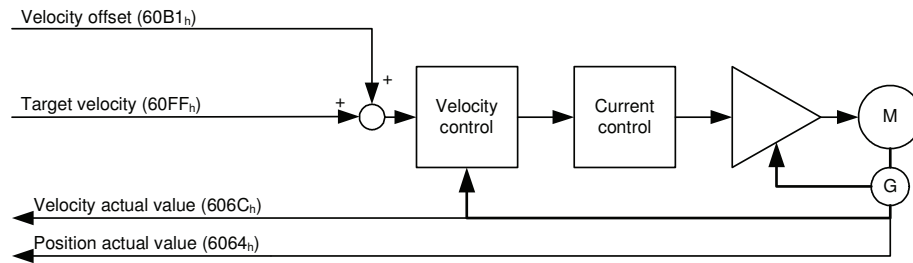 Velocity offset (60B1h)
Target velocity (60FFh)
+
+
Velocity
control
Current
control
M
G
Velocity actual value (606Ch)
Position actual value (6064h)